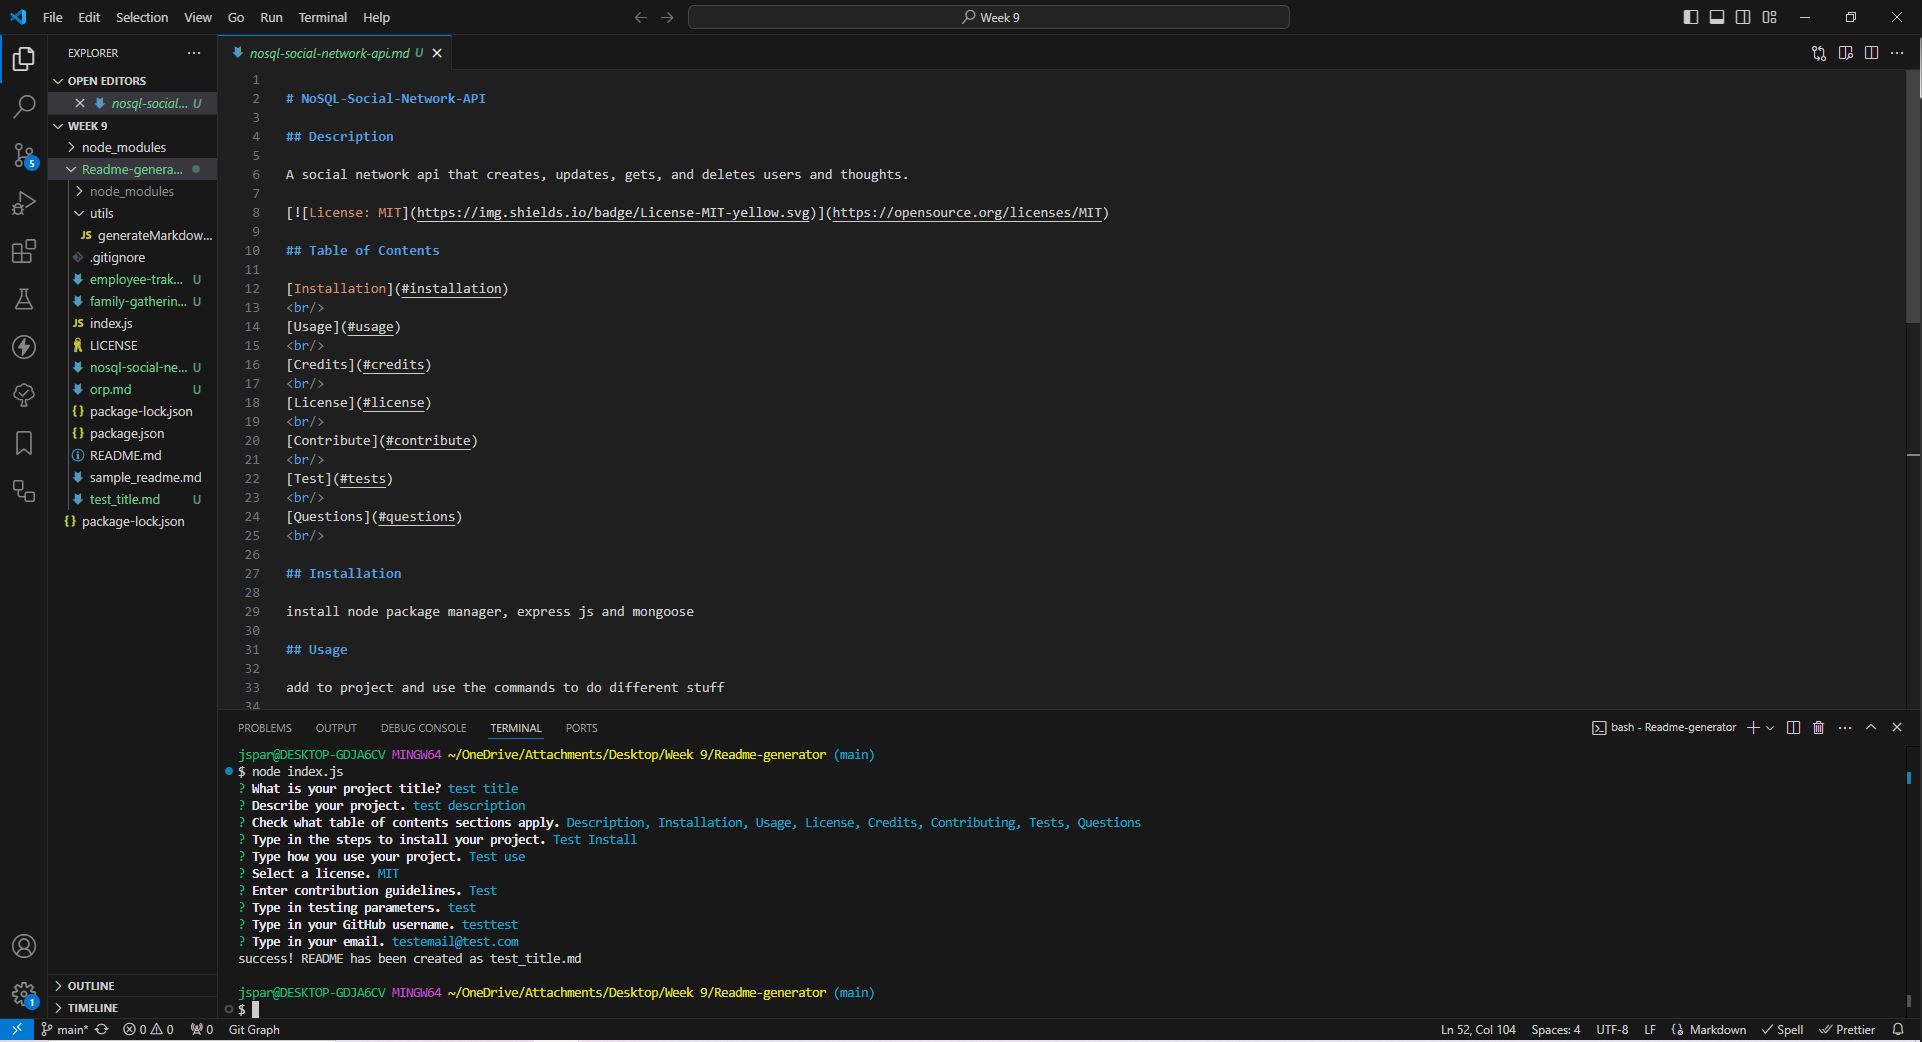 File Edit Selection View Go Run Terminal Help
Week 9
EXPLORER
OPEN EDITORS
nosql-social... U
WEEK 9
node_modules
Readme-genera...
node_modules
utils
JS generateMarkdow...
.gitignore
employee-trak... U
family-gatherin... U
JS index.js
LICENSE
nosql-social-ne... U
orp.md U
{} package-lock.json
{} package.json
README.md
sample_readme.md
test_title.md U
{} package-lock.json
OUTLINE
TIMELINE
5
1
nosql-social-network-api.md U
1
2 # NoSQL-Social-Network-API
3
4 ## Description
5
6 A social network api that creates, updates, gets, and deletes users and thoughts.
7
8 [![License: MIT](https://img.shields.io/badge/License-MIT-yellow.svg)](https://opensource.org/licenses/MIT)
9
10 ## Table of Contents
11
12 [Installation](#installation)
13 <br/>
14 [Usage](#usage)
15 <br/>
16 [Credits](#credits)
17 <br/>
18 [License](#license)
19 <br/>
20 [Contribute](#contribute)
21 <br/>
22 [Test](#tests)
23 <br/>
24 [Questions](#questions)
25 <br/>
26
27 ## Installation
28
29 install node package manager, express js and mongoose
30
31 ## Usage
32
33 add to project and use the commands to do different stuff
34
PROBLEMS OUTPUT DEBUG CONSOLE TERMINAL PORTS
bash - Readme-generator
jspar@DESKTOP-GDJA6CV MINGW64 ~/OneDrive/Attachments/Desktop/Week 9/Readme-generator (main)
$ node index.js
? What is your project title? test title
? Describe your project. test description
? Check what table of contents sections apply. Description, Installation, Usage, License, Credits, Contributing, Tests, Questions
? Type in the steps to install your project. Test Install
? Type how you use your project. Test use
? Select a license. MIT
? Enter contribution guidelines. Test
? Type in testing parameters. test
? Type in your GitHub username. testtest
? Type in your email. testemail@test.com
success! README has been created as test_title.md
jspar@DESKTOP-GDJA6CV MINGW64 ~/OneDrive/Attachments/Desktop/Week 9/Readme-generator (main)
$
main* 0 0 0 Git Graph
Ln 52, Col 104 Spaces: 4 UTF-8 LF Markdown Spell Prettier